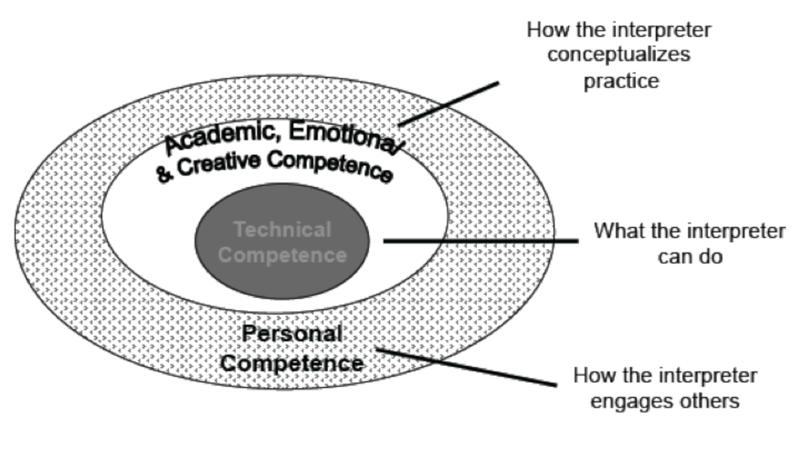 How the interpreter
conceptualizes
practice
Academic, Emotional
& Creative Competence
Technical
Competence
What the interpreter
can do
Personal
Competence
How the interpreter
engages others